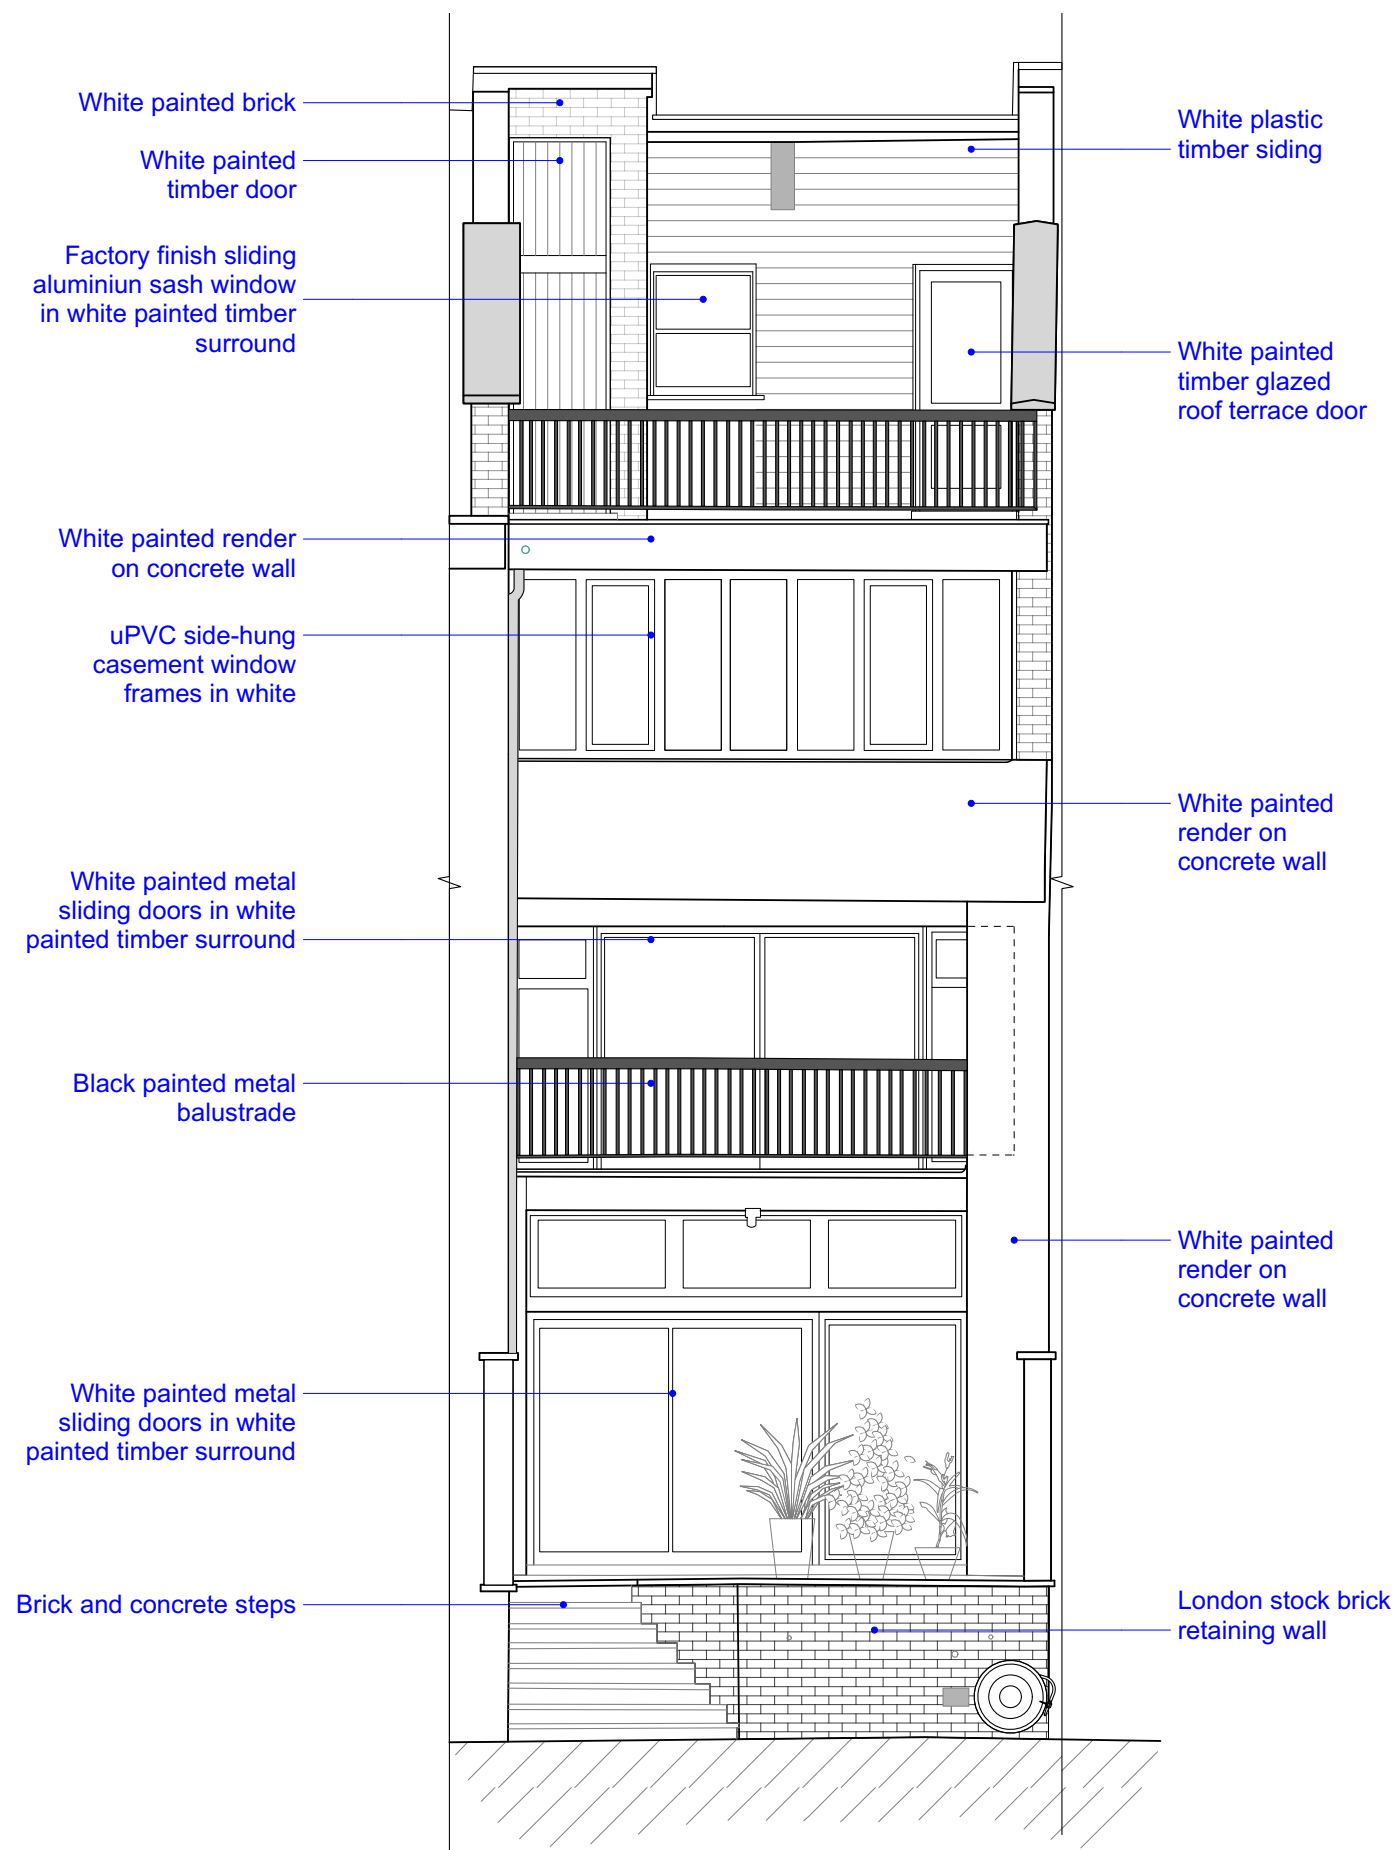 White painted brick
White painted
timber door
Factory finish sliding
aluminiun sash window
in white painted timber
surround
White painted render
on concrete wall
uPVC side-hung
casement window
frames in white
White painted metal
sliding doors in white
painted timber surround
Black painted metal
balustrade
White painted metal
sliding doors in white
painted timber surround
Brick and concrete steps
White plastic
timber siding
White painted
timber glazed
roof terrace door
White painted
render on
concrete wall
White painted
render on
concrete wall
London stock brick
retaining wall